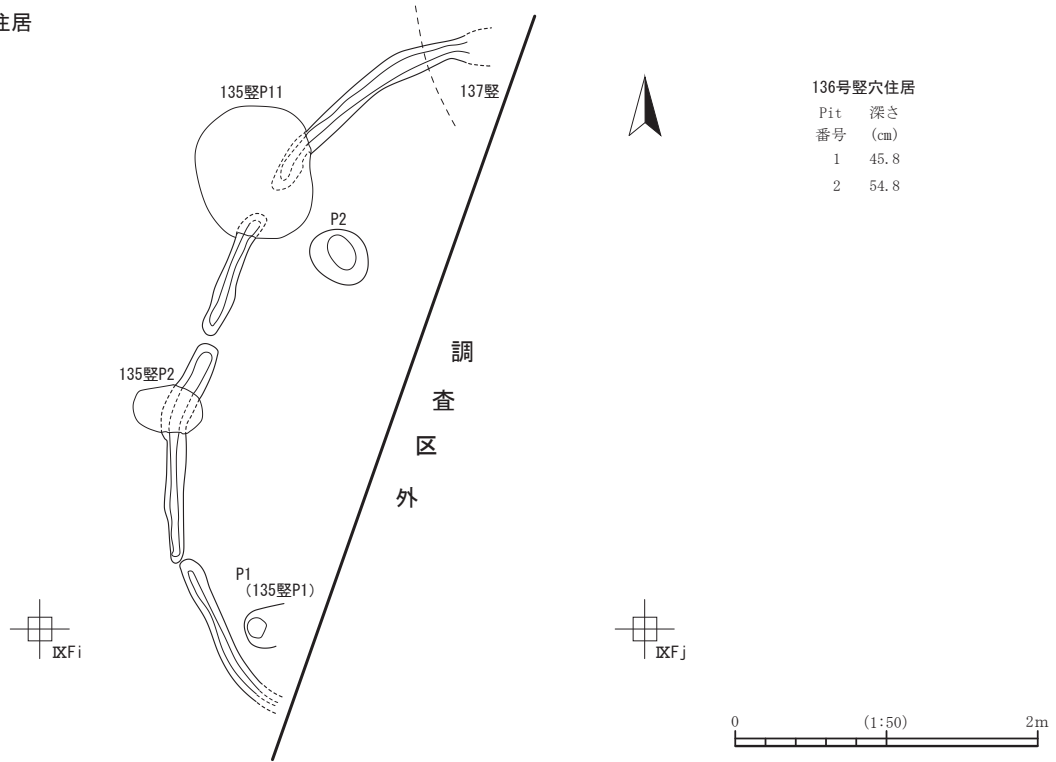 住居
135竪P11
137竪
P2
135竪P2
調
査
区
外
P1
(135竪P1)
ⅨFi
ⅨFj
136号竪穴住居
Pit 深さ
番号 (㎝)
1 45.8
2 54.8
0 (1:50) 2m